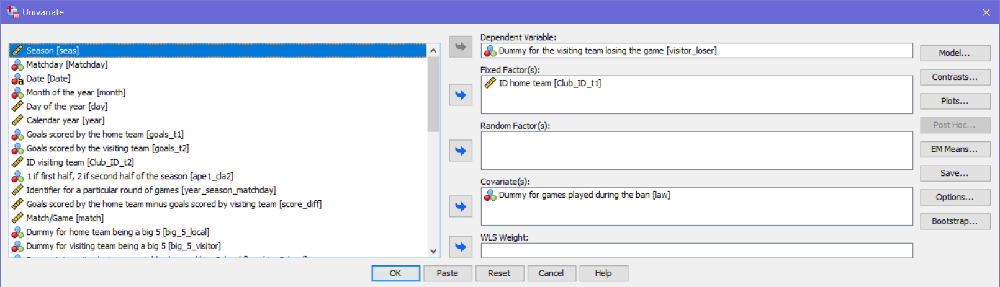 Univariate
Season [seas]
Matchday [Matchday]
Date [Date]
Month of the year [month]
Day of the year [day]
Calendar year [year]
Goals scored by the home team [goals_t1]
Goals scored by the visiting team [goals_t2]
ID visiting team [Club_ID_t2]
1 if first half, 2 if second half of the season [ape1_cla2]
Identifier for a particular round of games [year_season_matchday]
Goals scored by the home team minus goals scored by visiting team [score_diff]
Match/Game [match]
Dummy for home team being a big 5 [big_5_local]
Dummy for visiting team being a big 5 [big_5_visitor]
Dependent Variable:
Dummy for the visiting team losing the game [visitor_loser]
Fixed Factor(s):
ID home team [Club_ID_t1]
Random Factor(s):
Covariate(s):
Dummy for games played during the ban [law]
WLS Weight:
Model...
Contrasts...
Plots...
Post Hoc...
EM Means...
Save...
Options...
Bootstrap...
OK Paste Reset Cancel Help